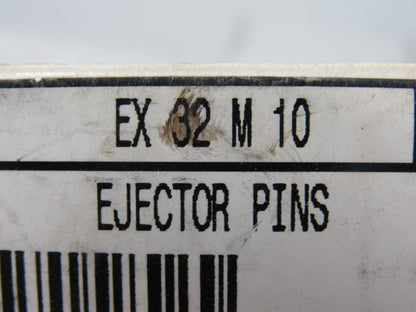 EX 32 M 10
EJECTOR PINS